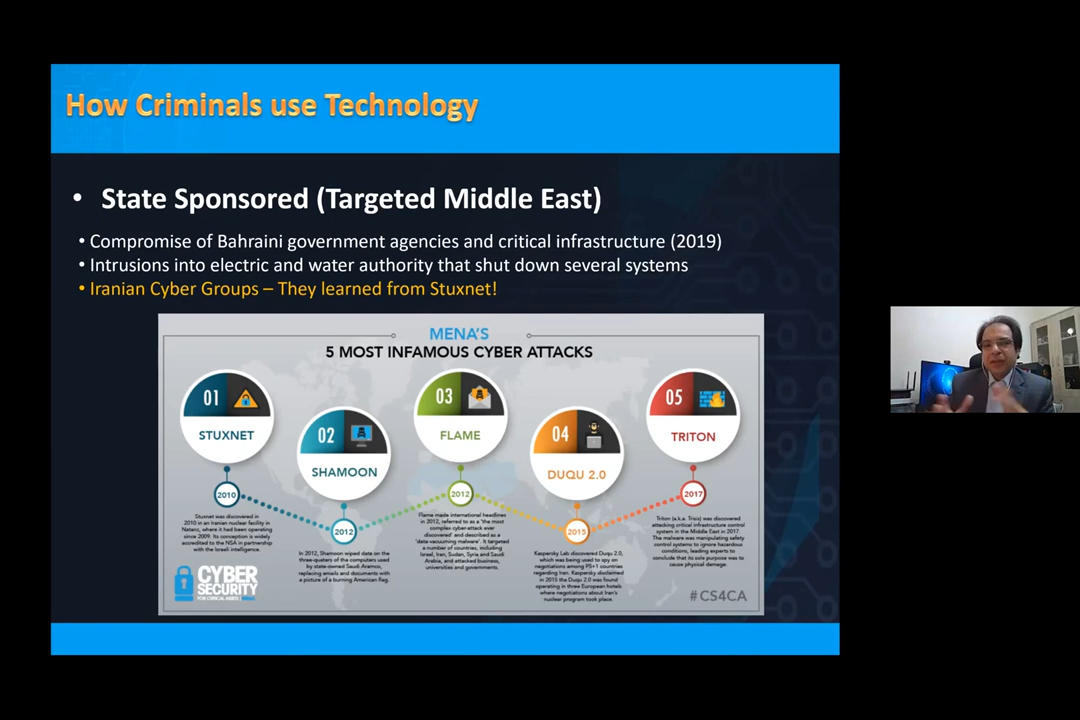 How Criminals use Technology
• State Sponsored (Targeted Middle East)
• Compromise of Bahraini government agencies and critical infrastructure (2019)
• Intrusions into electric and water authority that shut down several systems
• Iranian Cyber Groups – They learned from Stuxnet!
MENA'S
5 MOST INFAMOUS CYBER ATTACKS
01
STUXNET
2010
Stuxnet was discovered in
2010 in an Iranian nuclear facility in
Natanz, where it had been operating
since 2009. Its conception is widely
accredited to the NSA in partnership
with the Israeli intelligence.
02
SHAMOON
2012
In 2012, Shamoon wiped data on the
three-quarters of the computers used
by state-owned Saudi Aramco,
replacing emails and documents with
a picture of a burning American flag.
03
FLAME
2012
Flame made international headlines
in 2012, referred to as a 'the most
complex cyber-attack ever
discovered' and described as a
'data-vacuuming malware'. It targeted
a number of countries, including
Israel, Iran, Sudan, Syria and Saudi
Arabia, and attacked business,
universities and governments.
04
DUQU 2.0
2015
Kaspersky Lab discovered Duqu 2.0,
which was being used to spy on
negotiations among P5+1 countries
regarding Iran. Kaspersky disclaimed
in 2015 the Duqu 2.0 was found
operating in three European hotels
where negotiations about Iran's
nuclear program took place.
05
TRITON
2017
Triton (a.k.a. Trisis) was discovered
attacking critical infrastructure control
system in the Middle East in 2017.
The malware was manipulating safety
control systems to ignore hazardous
conditions, leading experts to
conclude that its sole purpose was to
cause physical damage.
CYBER
SECURITY
FOR CRITICAL ASSETS
#CS4CA